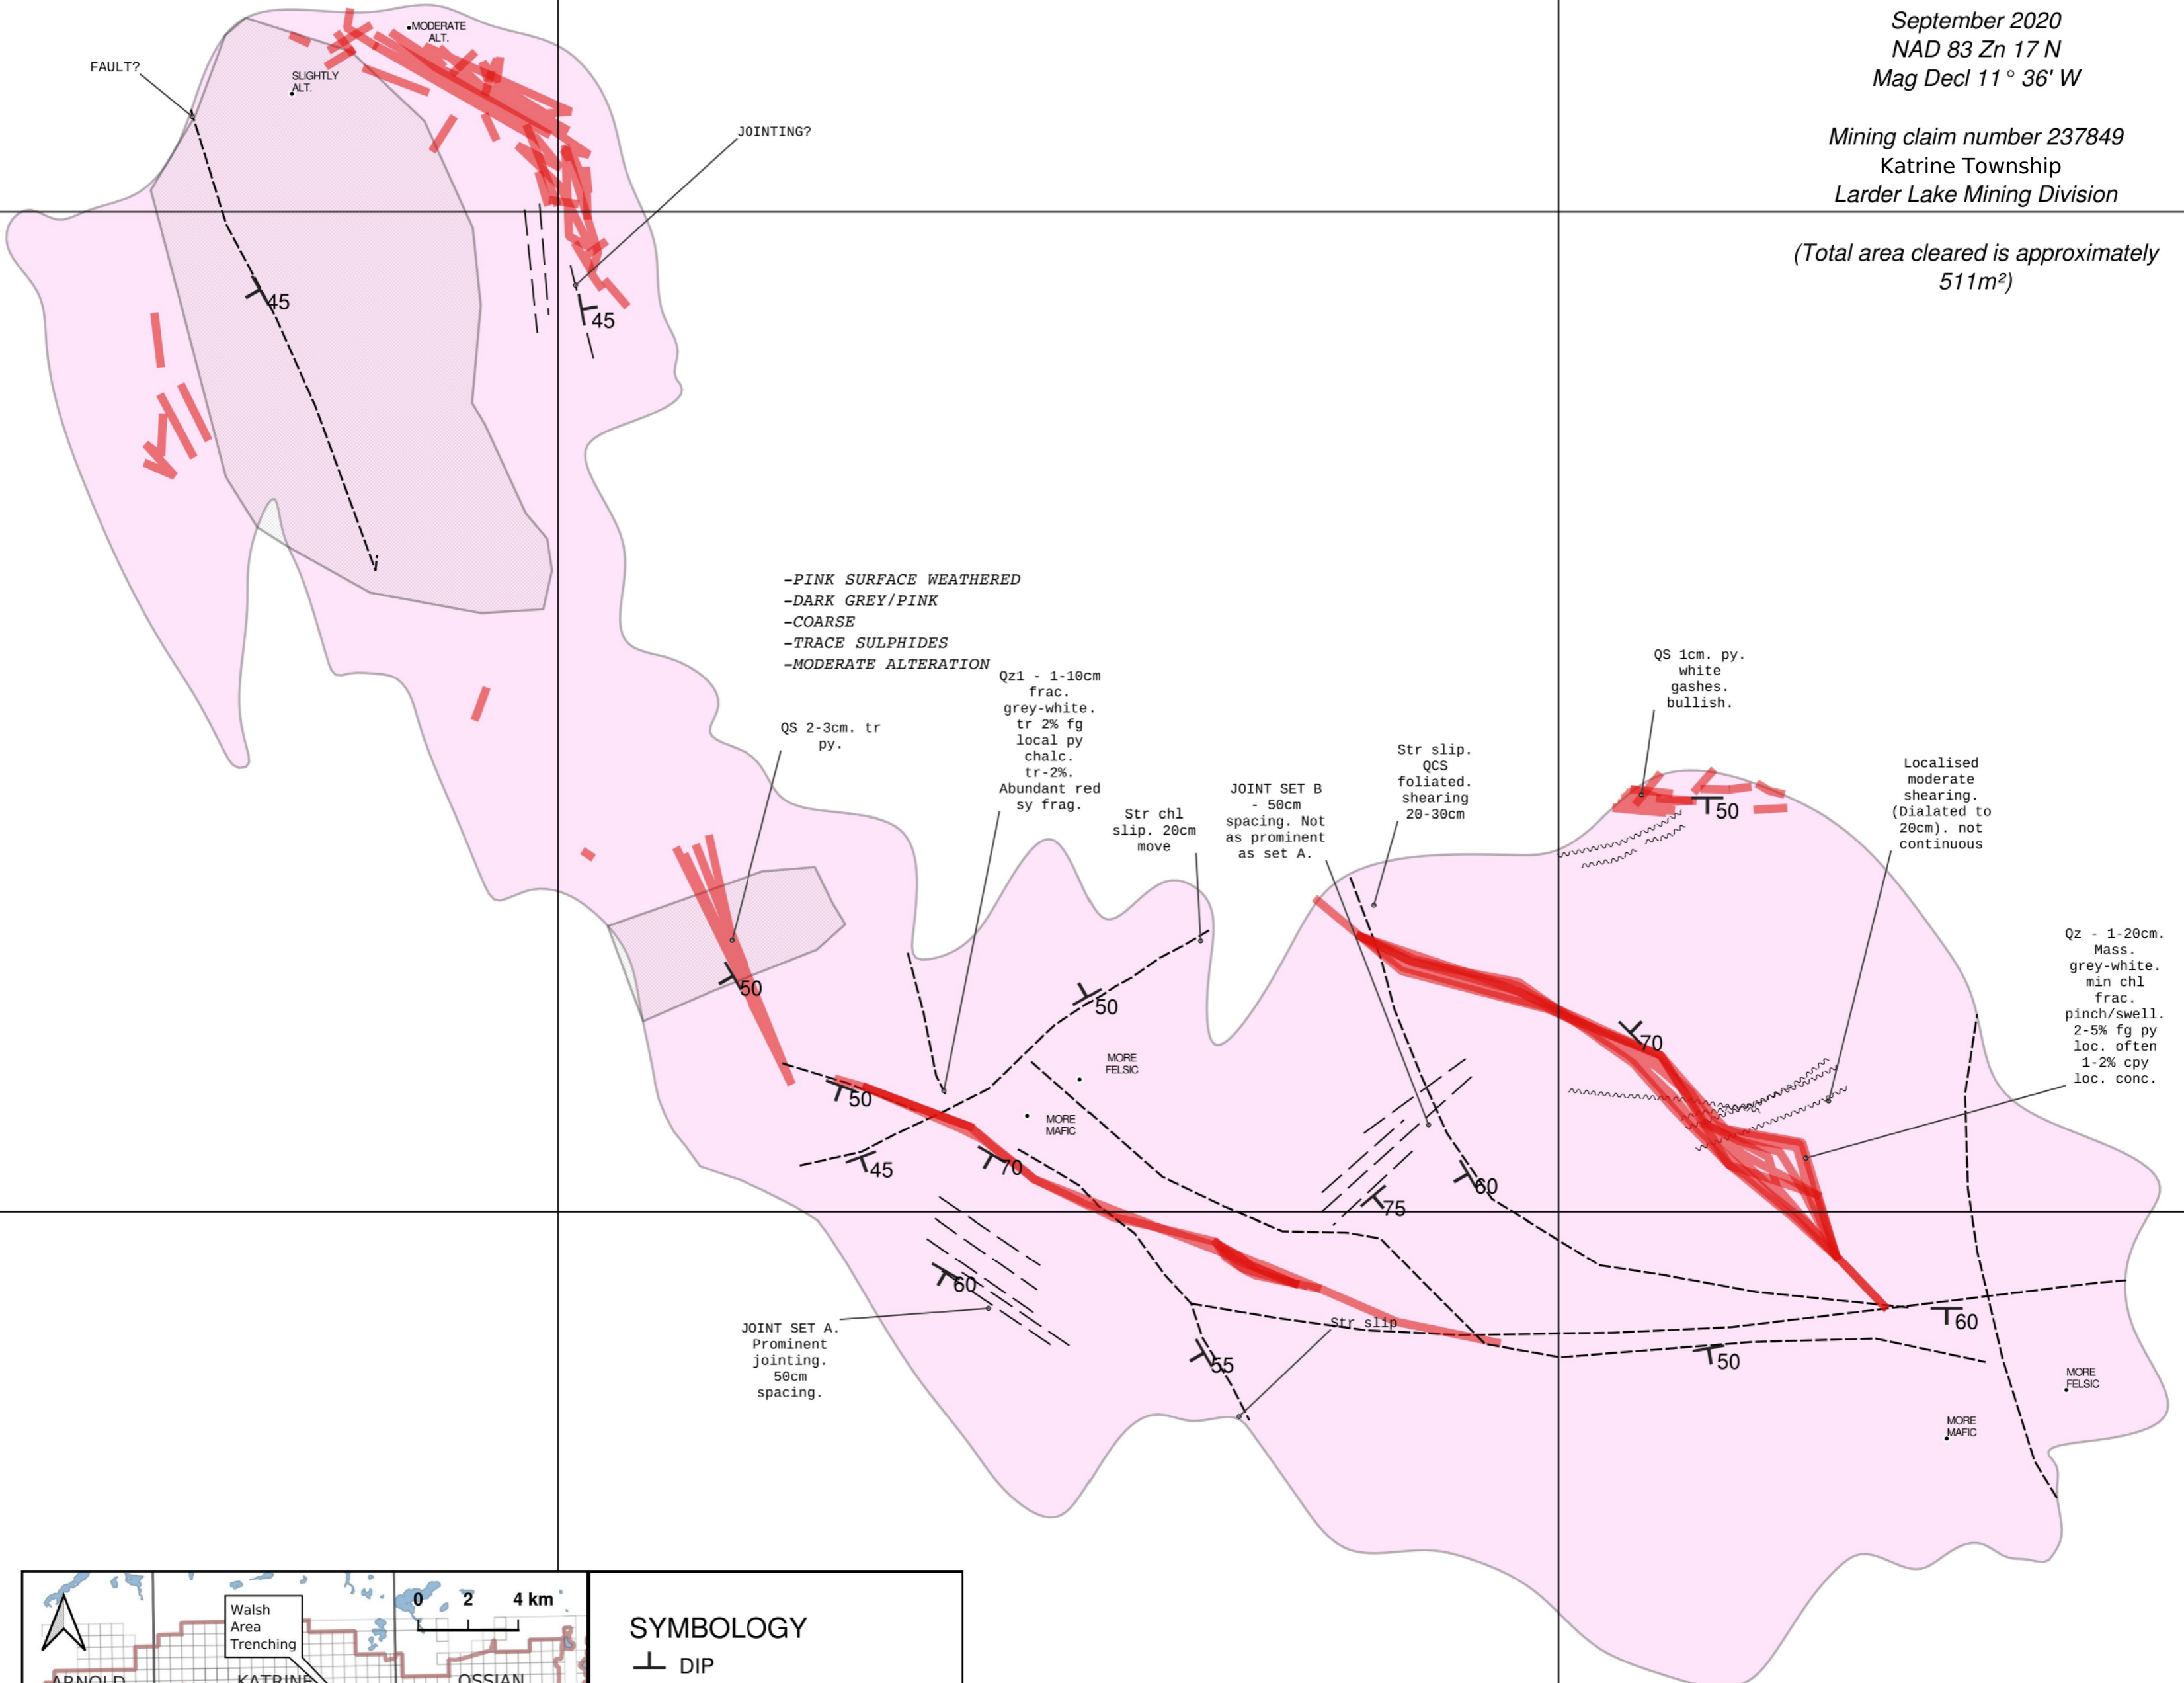 September 2020
NAD 83 Zn 17 N
Mag Decl 11° 36' W
Mining claim number 237849
Katrine Township
Larder Lake Mining Division
(Total area cleared is approximately
511m²)
MODERATE
ALT.
FAULT?
SLIGHTLY
ALT.
JOINTING?
45
45
-PINK SURFACE WEATHERED
-DARK GREY/PINK
-COARSE
-TRACE SULPHIDES
-MODERATE ALTERATION
QS 2-3cm. tr
py.
Qz1 - 1-10cm
frac.
grey-white.
tr 2% fg
local py
chalc.
tr-2%.
Abundant red
sy frag.
Str chl
slip. 20cm
move
JOINT SET B
- 50cm
spacing. Not
as prominent
as set A.
Str slip.
QCS
foliated.
shearing
20-30cm
QS 1cm. py.
white
gashes.
bullish.
50
Localised
moderate
shearing.
(Dialated to
20cm). not
continuous
Qz - 1-20cm.
Mass.
grey-white.
min chl
frac.
pinch/swell.
2-5% fg py
loc. often
1-2% cpy
loc. conc.
50
50
70
MORE
FELSIC
50
MORE
MAFIC
45
70
60
75
60
JOINT SET A.
Prominent
jointing.
50cm
spacing.
Str slip
55
60
50
MORE
FELSIC
MORE
MAFIC
Walsh
Area
Trenching
0 2 4 km
ARNOLD
KATRINE
OSSIAN
SYMBOLOGY
DIP